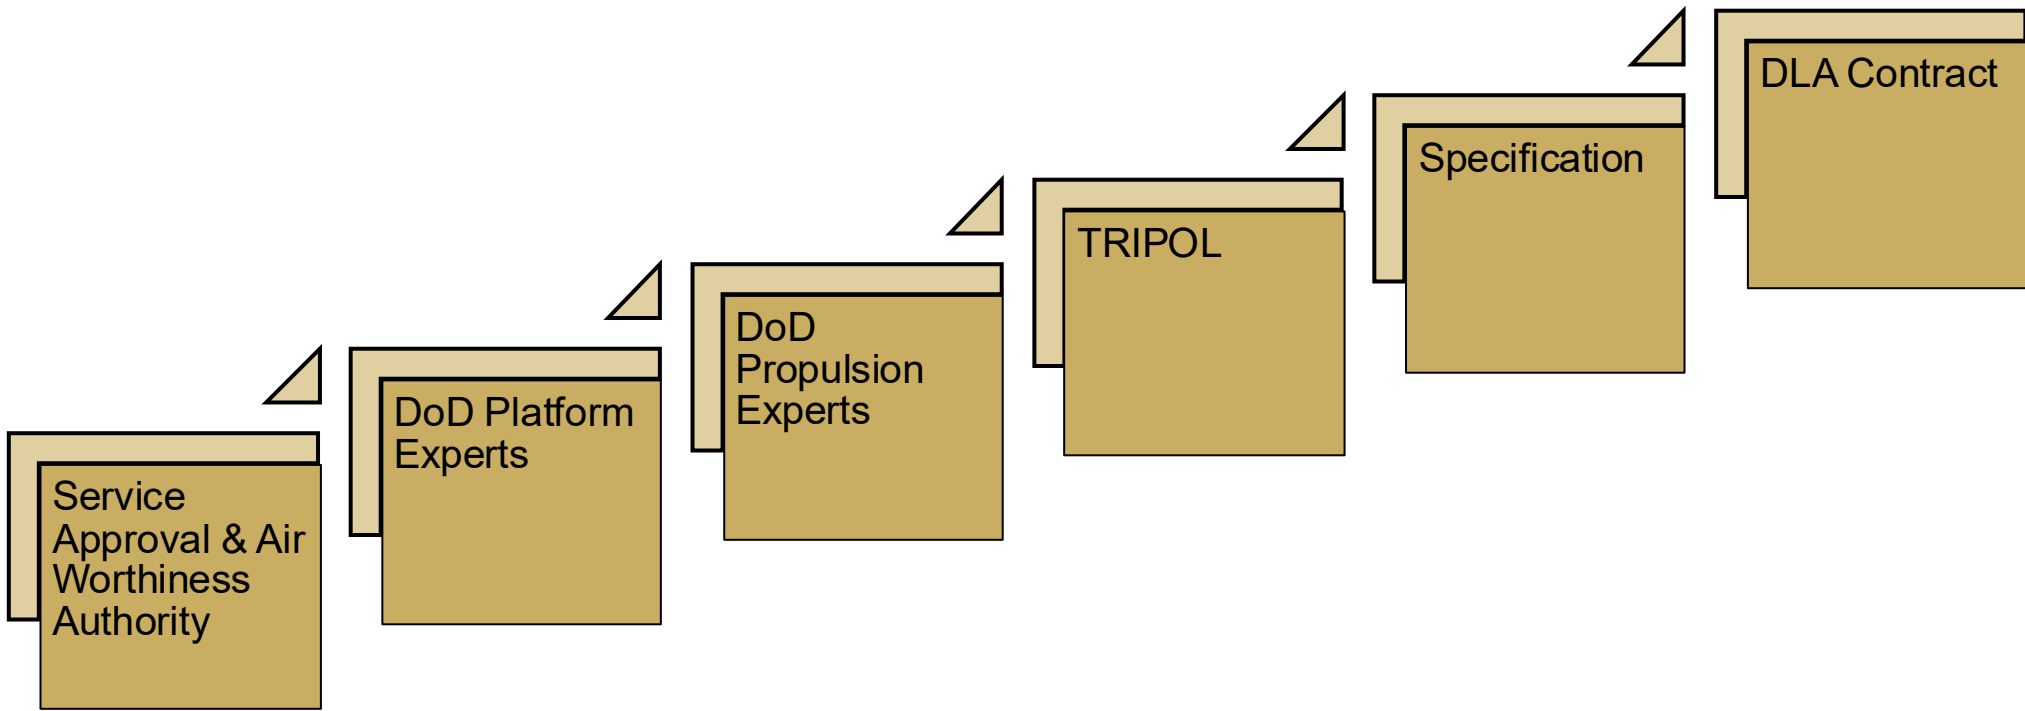 Service
Approval & Air
Worthiness
Authority
DoD Platform
Experts
DoD
Propulsion
Experts
TRIPOL
Specification
DLA Contract